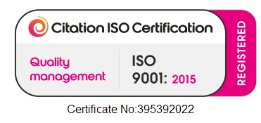 Citation ISO Certification
Quality
management
ISO
9001: 2015
REGISTERED
Certificate No:395392022